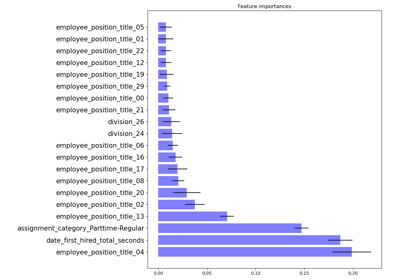 Feature importances
employee_position_title_05
employee_position_title_01
employee_position_title_22
employee_position_title_12
employee_position_title_19
employee_position_title_29
employee_position_title_00
employee_position_title_21
division_26
division_24
employee_position_title_06
employee_position_title_16
employee_position_title_17
employee_position_title_08
employee_position_title_20
employee_position_title_02
employee_position_title_13
assignment_category_Parttime-Regular
date_first_hired_total_seconds
employee_position_title_04
0.00 0.05 0.10 0.15 0.20